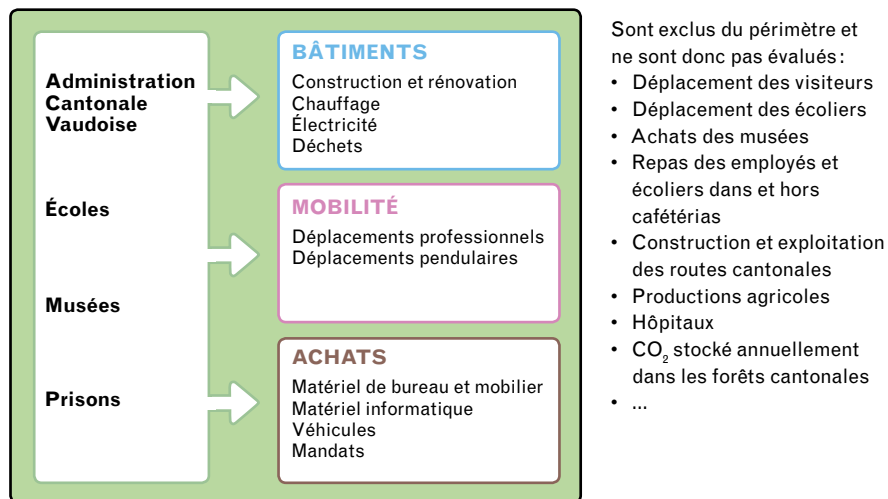 Administration
Cantonale
Vaudoise
Écoles
Musées
Prisons
BÂTIMENTS
Construction et rénovation
Chauffage
Électricité
Déchets
MOBILITÉ
Déplacements professionnels
Déplacements pendulaires
ACHATS
Matériel de bureau et mobilier
Matériel informatique
Véhicules
Mandats
Sont exclus du périmètre et
ne sont donc pas évalués :
• Déplacement des visiteurs
• Déplacement des écoliers
• Achats des musées
• Repas des employés et
écoliers dans et hors
cafétérias
• Construction et exploitation
des routes cantonales
• Productions agricoles
• Hôpitaux
• CO₂ stocké annuellement
dans les forêts cantonales
• ...